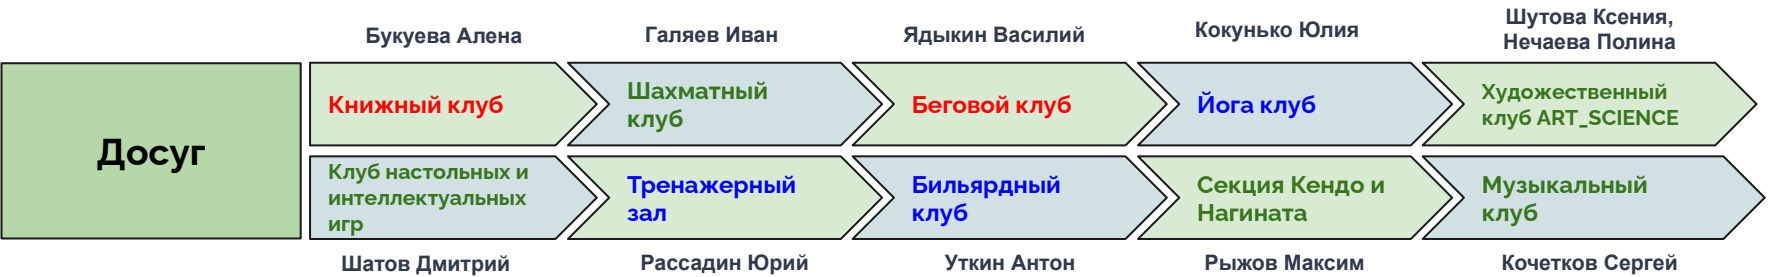 Букуева Алена
Галяев Иван
Ядыкин Василий
Кокунько Юлия
Шутова Ксения,
Нечаева Полина
Досуг
Книжный клуб
Шахматный
клуб
Беговой клуб
Йога клуб
Художественный
клуб ART_SCIENCE
Клуб настольных и
интеллектуальных
игр
Тренажерный
зал
Бильярдный
клуб
Секция Кендо и
Нагината
Музыкальный
клуб
Шатов Дмитрий
Рассадин Юрий
Уткин Антон
Рыжов Максим
Кочетков Сергей